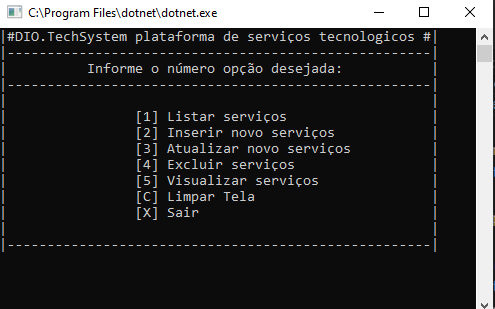 C:\Program Files\dotnet\dotnet.exe
|#DIO.TechSystem plataforma de serviços tecnologicos #|
|-----------------------------------------------------|
| Informe o número opção desejada: |
|-----------------------------------------------------|
| |
| [1] Listar serviços |
| [2] Inserir novo serviços |
| [3] Atualizar novo serviços |
| [4] Excluir serviços |
| [5] Visualizar serviços |
| [C] Limpar Tela |
| [X] Sair |
| |
|-----------------------------------------------------|